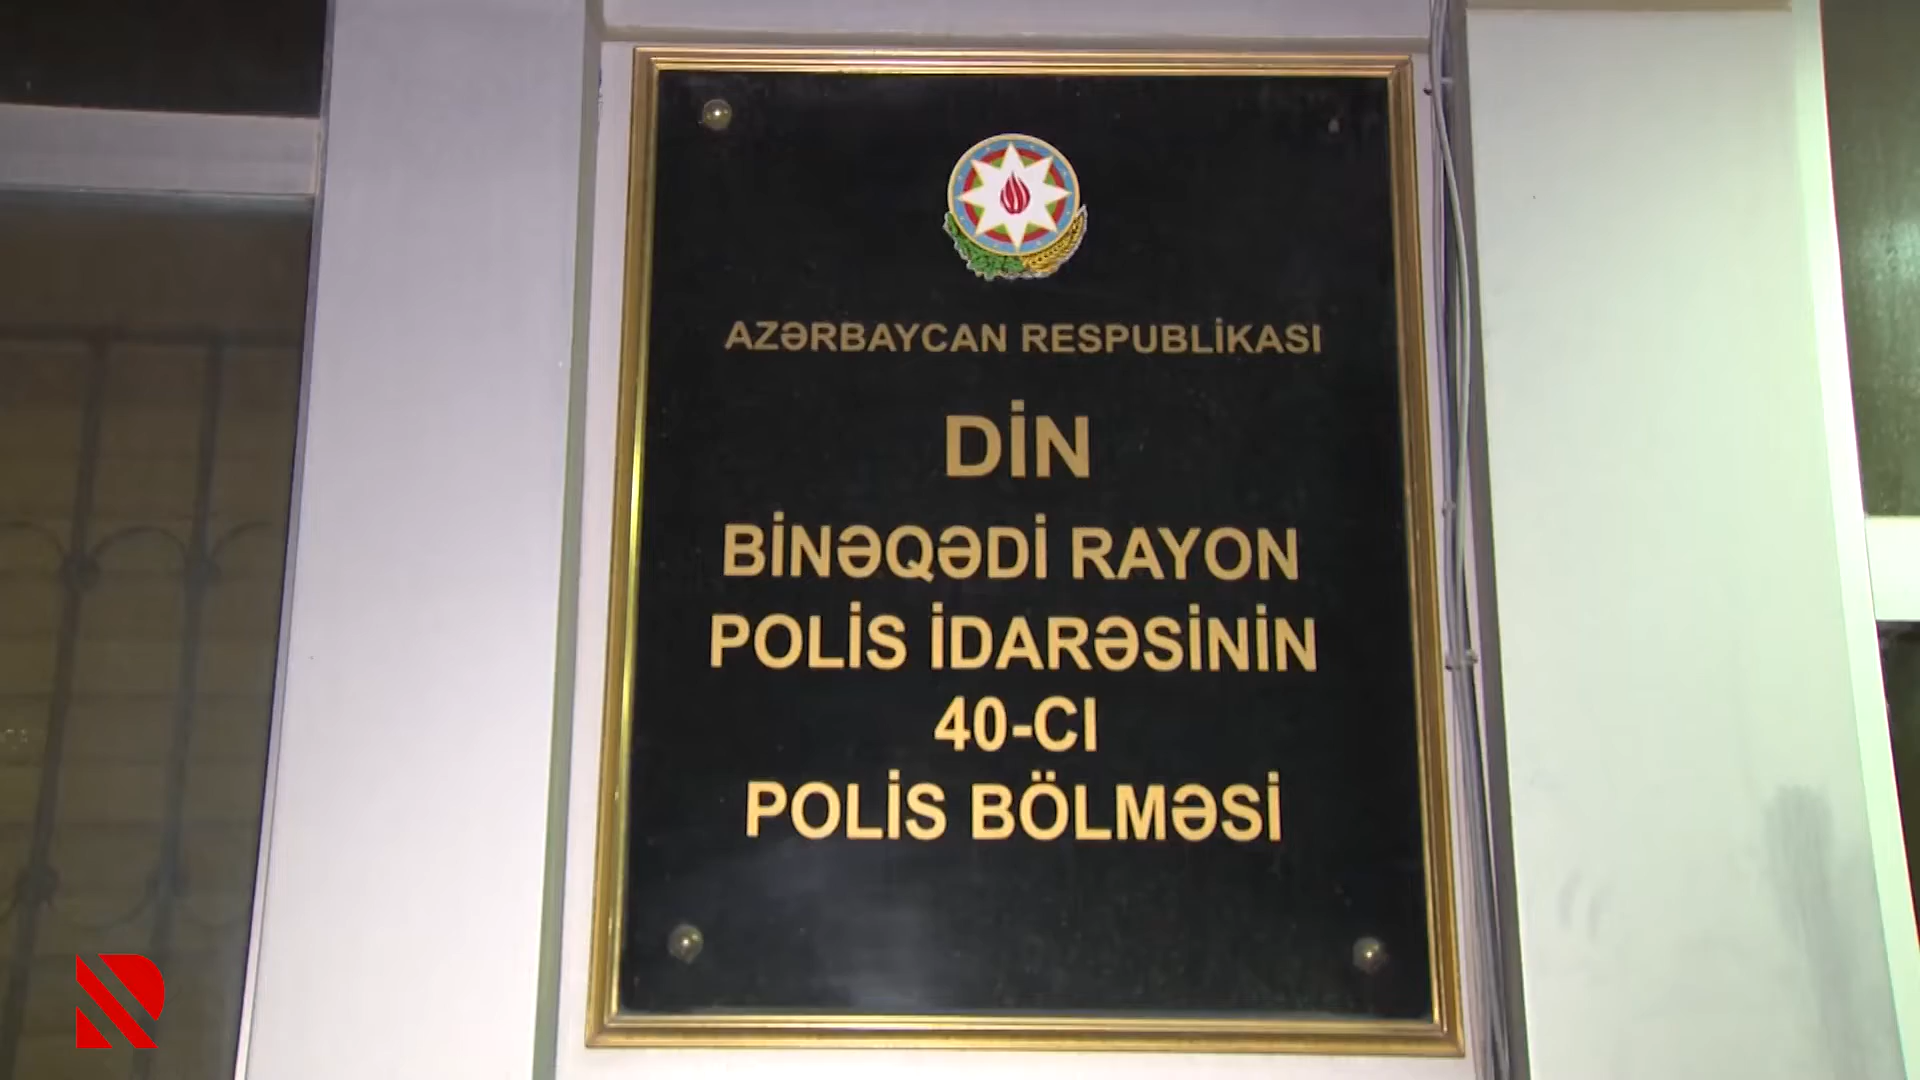 AZƏRBAYCAN RESPUBLİKASI
DİN
BİNƏQƏDİ RAYON
POLİS İDARƏSİNİN
40-CI
POLİS BÖLMƏSİ